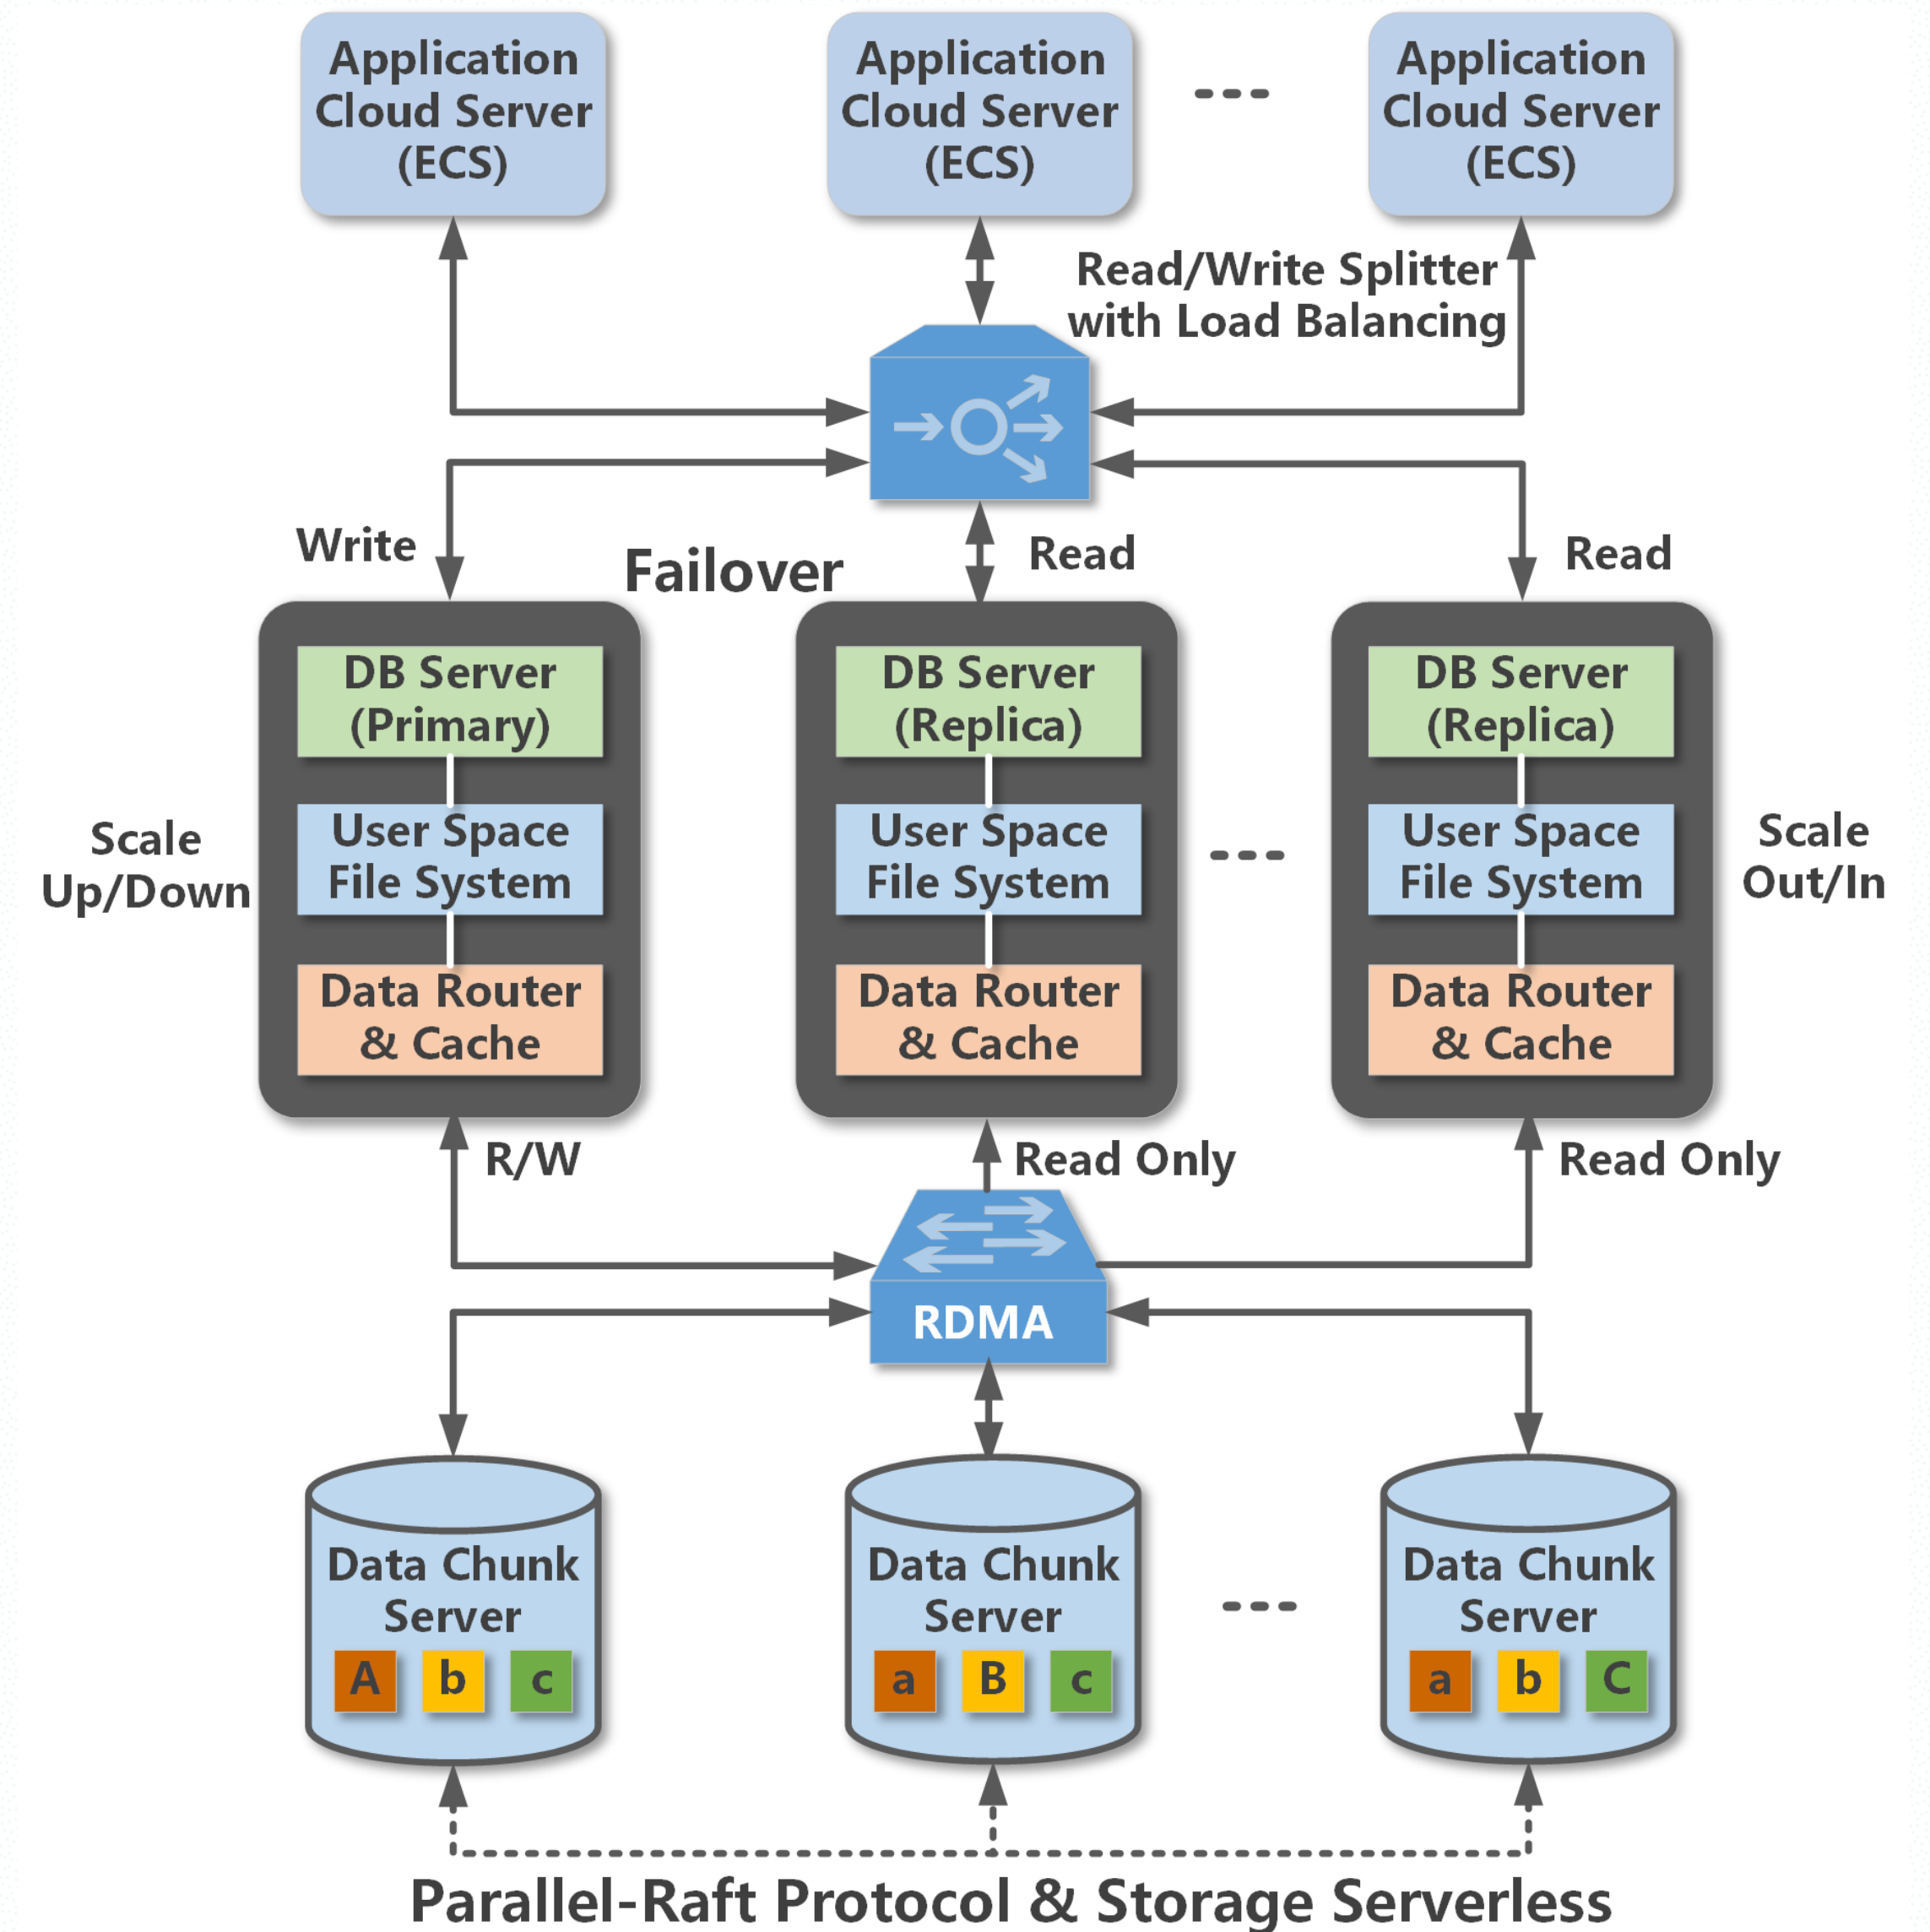 Application
Cloud Server
(ECS)
Application
Cloud Server
(ECS)
---
Application
Cloud Server
(ECS)
Read/Write Splitter
with Load Balancing
Write
Failover
Read
Read
DB Server
(Primary)
User Space
File System
Data Router
& Cache
DB Server
(Replica)
User Space
File System
Data Router
& Cache
---
DB Server
(Replica)
User Space
File System
Data Router
& Cache
Scale
Up/Down
Scale
Out/In
R/W
Read Only
Read Only
RDMA
Data Chunk
Server
A b c
Data Chunk
Server
a B c
---
Data Chunk
Server
a b C
Parallel-Raft Protocol & Storage Serverless